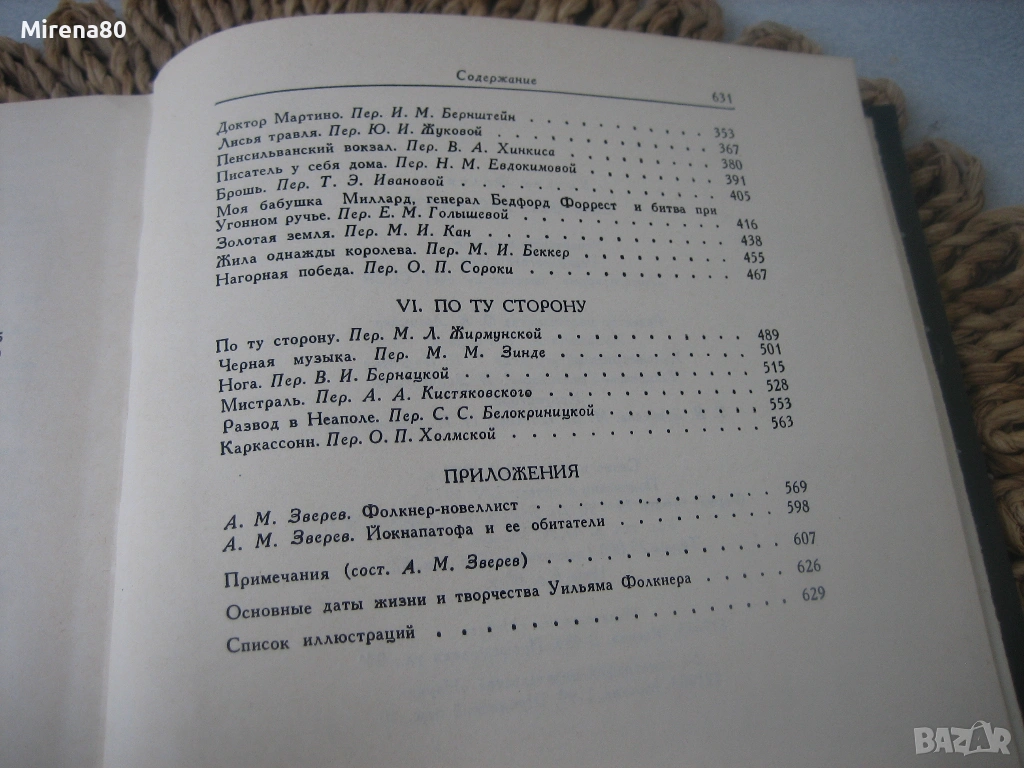 Mirena80
Содержание
631
Доктор Мартино. Пер. И. М. Бернштейн . . . . . . . . 353
Лисья травля. Пер. Ю. И. Жуковой . . . . . . . . . 367
Пенсильванский вокзал. Пер. В. А. Хинкиса . . . . . . . 380
Писатель у себя дома. Пер. Н. М. Евдокимовой . . . . . . 391
Брошь. Пер. Т. Э. Ивановой . . . . . . . . . . . 405
Моя бабушка Миллард, генерал Бедфорд Форрест и битва при
Угонном ручье. Пер. Е. М. Голышевой . . . . . . . . 416
Золотая земля. Пер. М. И. Кан . . . . . . . . . . 438
Жила однажды королева. Пер. М. И. Беккер . . . . . . . 455
Нагорная победа. Пер. О. П. Сороки . . . . . . . . . 467
VI. ПО ТУ СТОРОНУ
По ту сторону. Пер. М. Л. Жирмунской . . . . . . . . 489
Черная музыка. Пер. М. М. Зинде . . . . . . . . . 501
Нога. Пер. В. И. Бернацкой . . . . . . . . . . . 515
Мистраль. Пер. А. А. Кистяковского . . . . . . . . . 528
Развод в Неаполе. Пер. С. С. Белокриницкой . . . . . . . 553
Каркассонн. Пер. О. П. Холмской . . . . . . . . . . 563
ПРИЛОЖЕНИЯ
А. М. Зверев. Фолкнер-новеллист . . . . . . . . . . 569
А. М. Зверев. Йокнапатофа и ее обитатели . . . . . . . 598
Примечания (сост. А. М. Зверев) . . . . . . . . . . 607
Основные даты жизни и творчества Уильяма Фолкнера . . . . . 626
Список иллюстраций . . . . . . . . . . . . . . 629
BAZAR